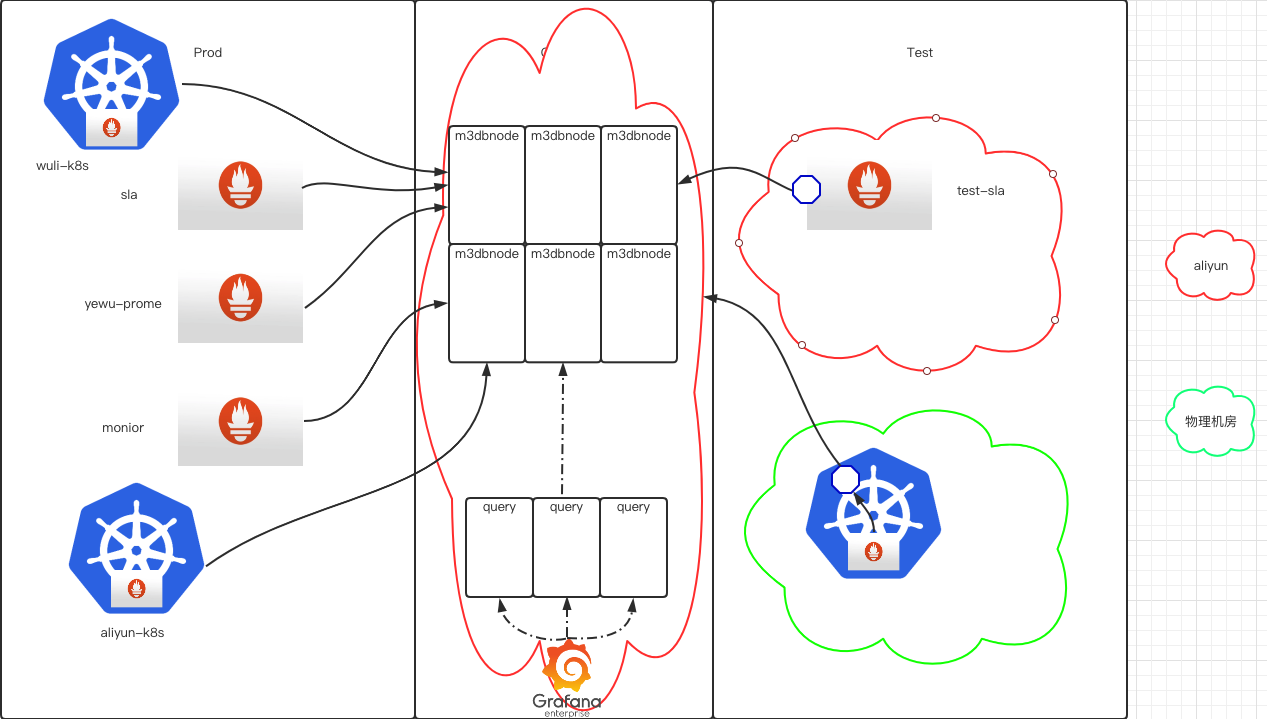 Prod
Test
wuli-k8s
sla
yewu-prome
monior
aliyun-k8s
m3dbnode m3dbnode m3dbnode
m3dbnode m3dbnode m3dbnode
query query query
Grafana
enterprise
test-sla
aliyun
物理机房